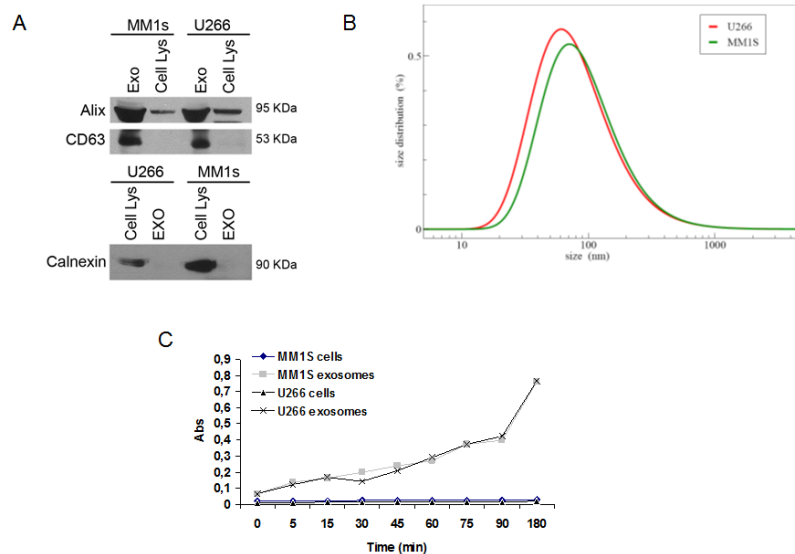 A
MM1s U266
Exo
Cell Lys
Exo
Cell Lys
Alix 95 KDa
CD63 53 KDa
U266 MM1s
Cell Lys
EXO
Cell Lys
EXO
Calnexin 90 KDa
B
U266
MM1S
size distribution (%)
0.5
0
10 100 1000
size (nm)
C
MM1S cells
MM1S exosomes
U266 cells
U266 exosomes
Abs
0,9
0,8
0,7
0,6
0,5
0,4
0,3
0,2
0,1
0
0 5 15 30 45 60 75 90 180
Time (min)